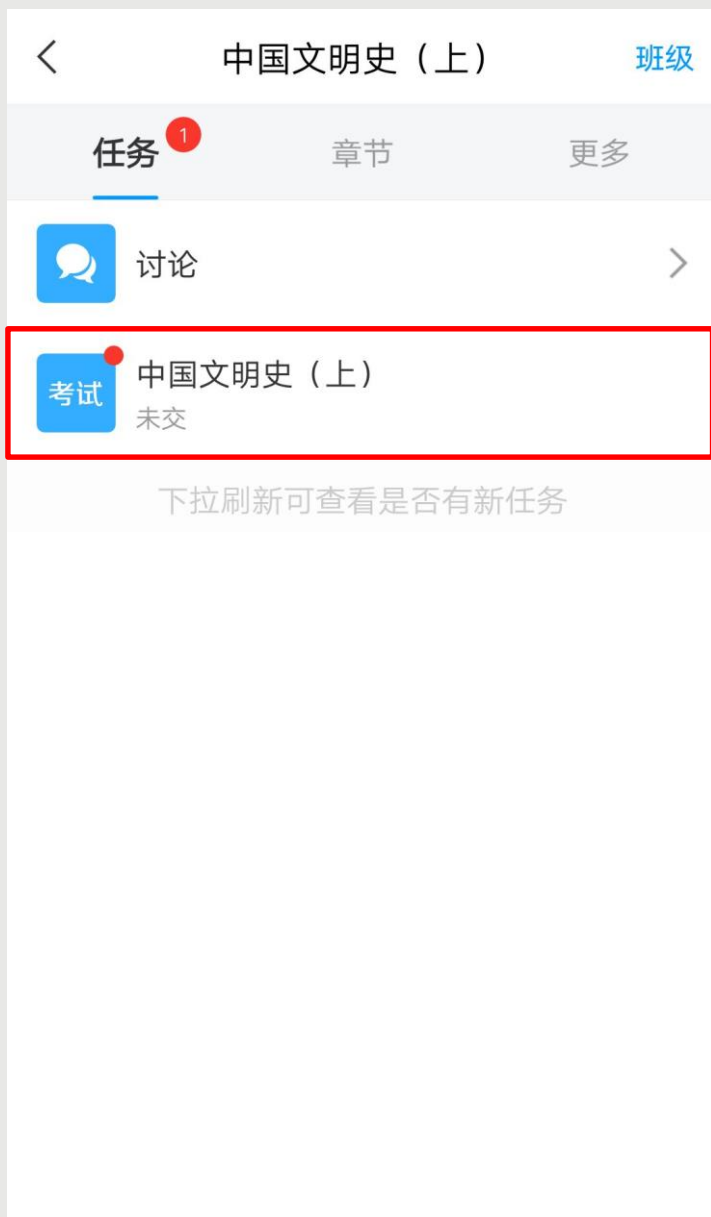 中国文明史（上） 班级
任务 1 章节 更多
讨论
考试 中国文明史（上）
未交
下拉刷新可查看是否有新任务